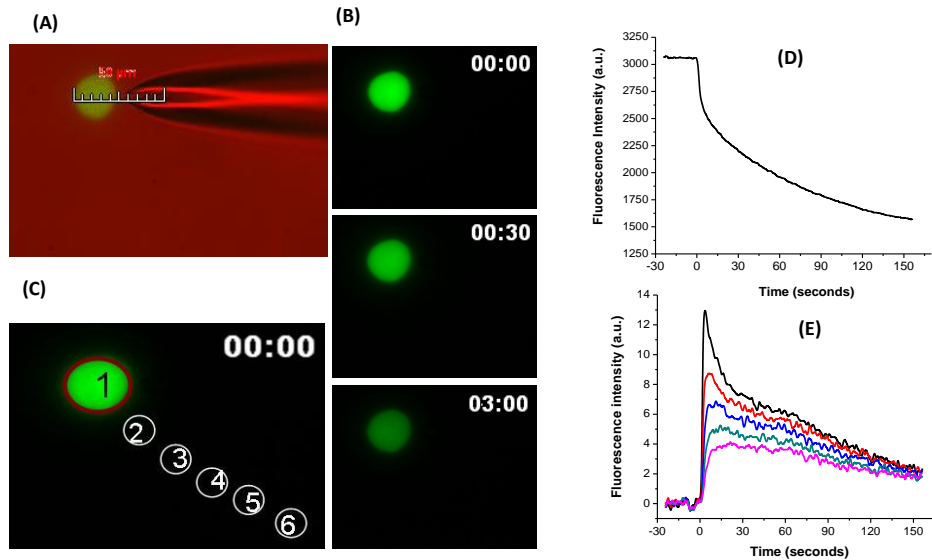 (A)
50 µm
(B)
00:00
00:30
03:00
(C)
00:00
1
2
3
4
5
6
(D)
Fluorescence Intensity (a.u.)
3250
3000
2750
2500
2250
2000
1750
1500
1250
-30 0 30 60 90 120 150
Time (seconds)
(E)
Fluorescence intensity (a.u.)
14
12
10
8
6
4
2
0
-30 0 30 60 90 120 150
Time (seconds)